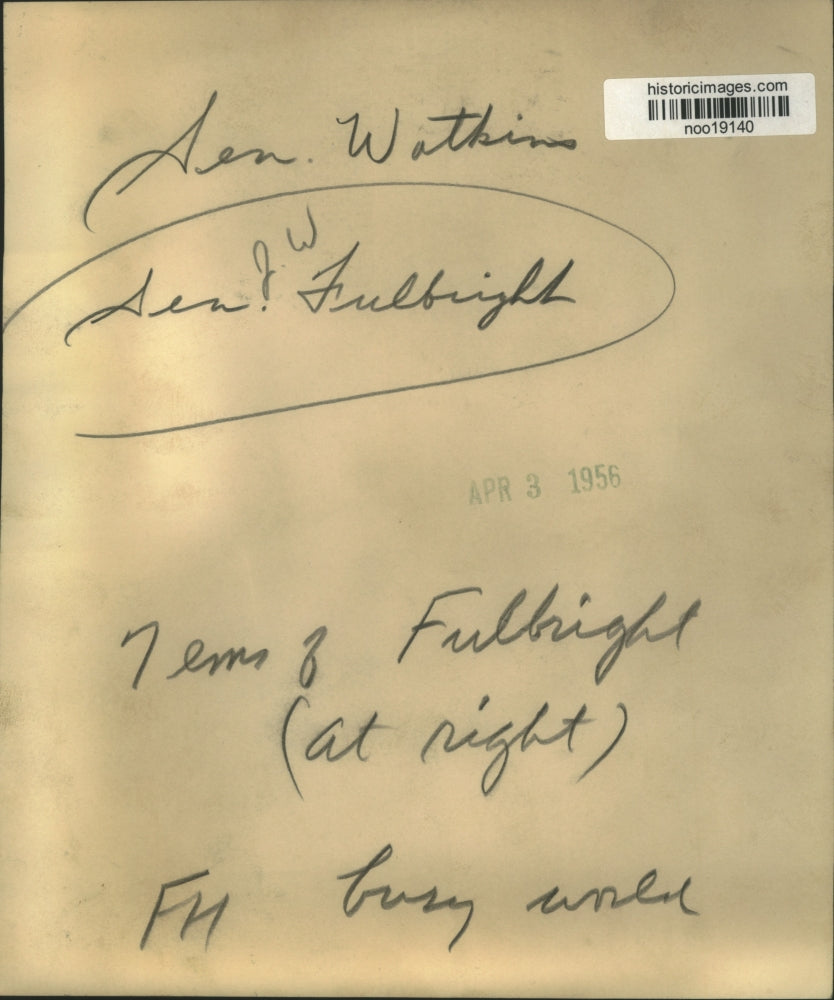 historicimages.com
noo19140
Sen. Watkins
J W
Sen. Fulbright
APR 3 1956
7 ems of Fulbright
(at right)
FH busy world